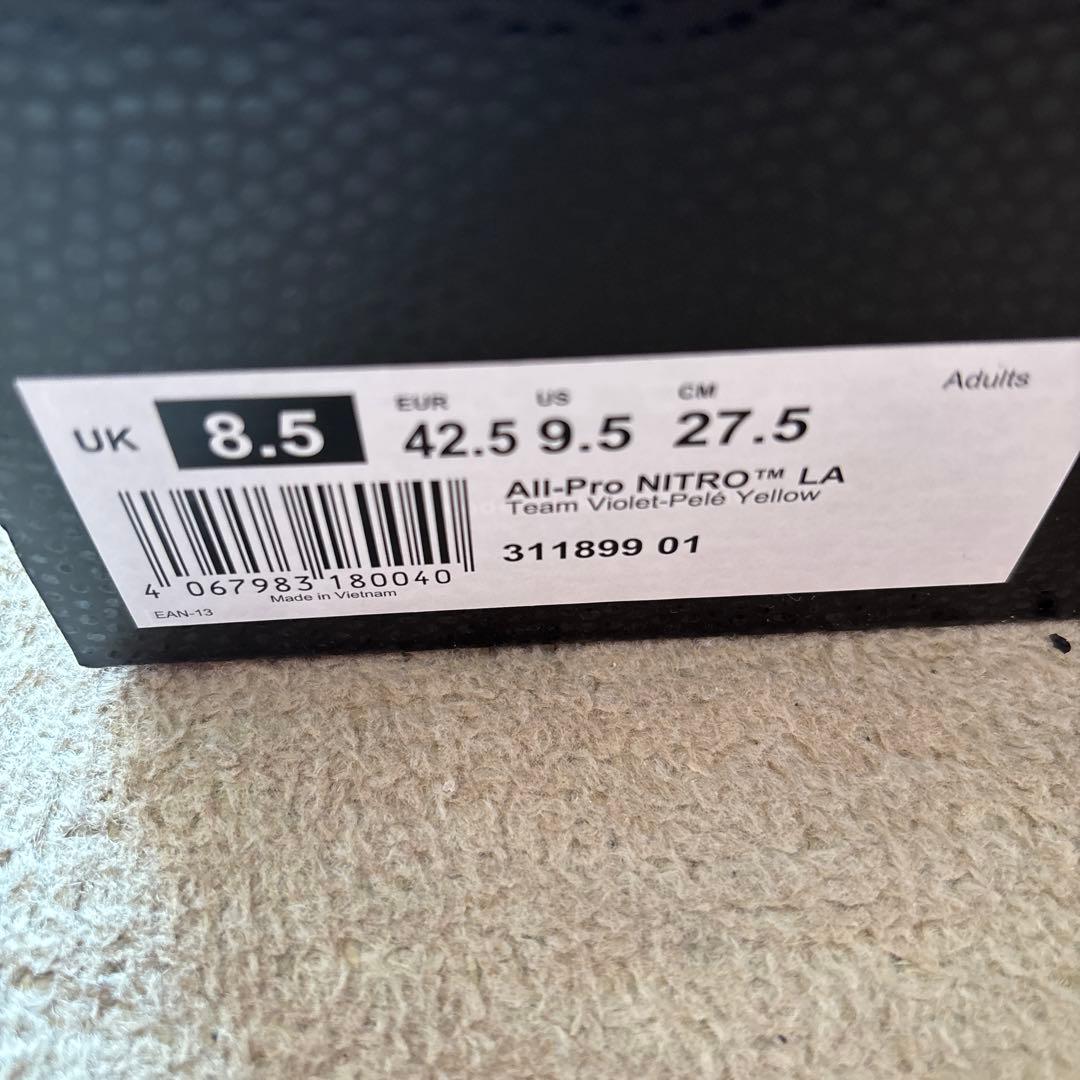 Adults
UK 8.5 EUR 42.5 US 9.5 CM 27.5
All-Pro NITRO™ LA
Team Violet-Pelé Yellow
311899 01
4 067983 180040
Made in Vietnam
EAN-13